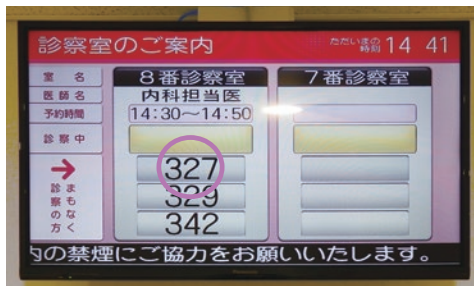 診察室のご案内
ただいまの時刻 14 41
室名
8番診察室
7番診察室
医師名
内科担当医
予約時間
14:30～14:50
診察中
→
まもなく診察の方
327
329
342
内の禁煙にご協力をお願いいたします。
Panasonic